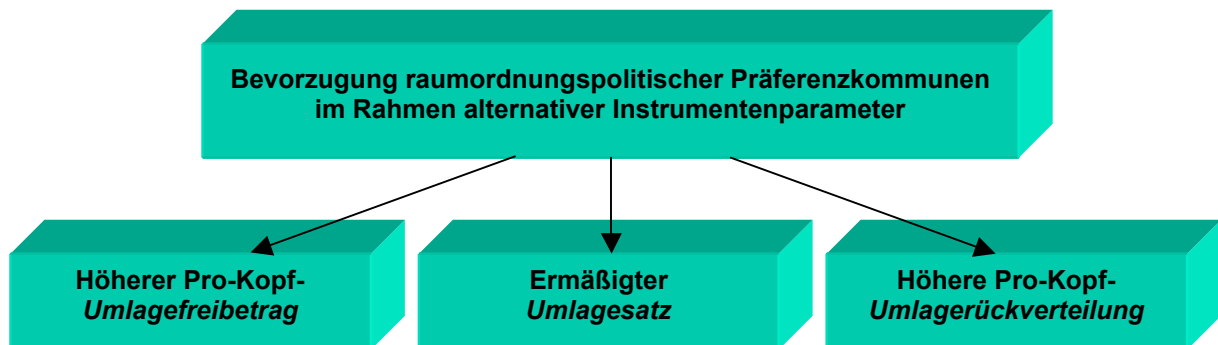 Bevorzugung raumordnungspolitischer Präferenzkommunen
im Rahmen alternativer Instrumentenparameter
Höherer Pro-Kopf-
Umlagefreibetrag
Ermäßigter
Umlagesatz
Höhere Pro-Kopf-
Umlagerückverteilung